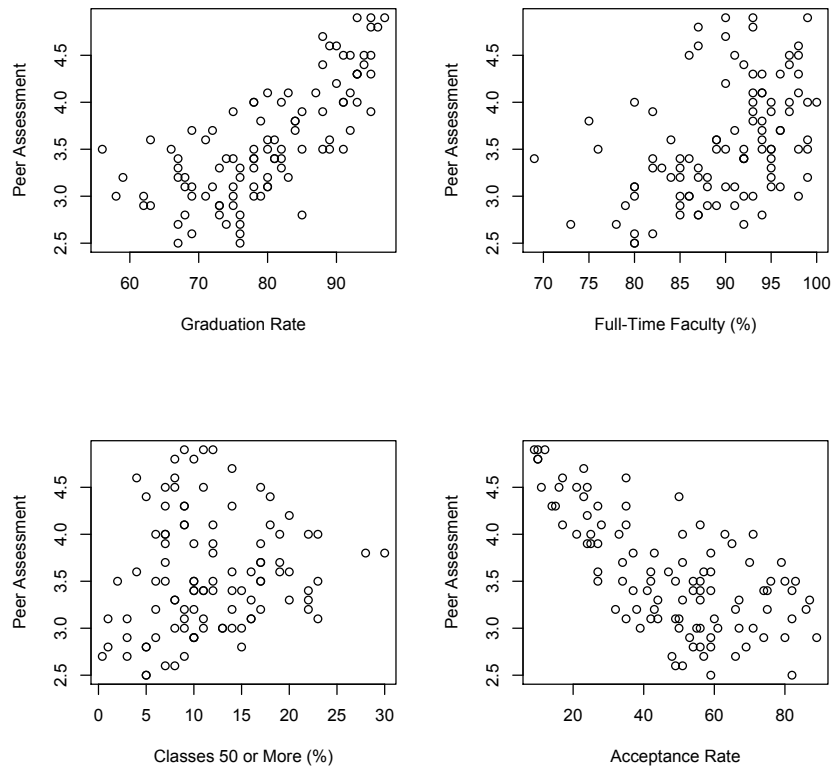 Peer Assessment
2.5 3.0 3.5 4.0 4.5
60 70 80 90
Graduation Rate
Peer Assessment
2.5 3.0 3.5 4.0 4.5
70 75 80 85 90 95 100
Full-Time Faculty (%)
Peer Assessment
2.5 3.0 3.5 4.0 4.5
0 5 10 15 20 25 30
Classes 50 or More (%)
Peer Assessment
2.5 3.0 3.5 4.0 4.5
20 40 60 80
Acceptance Rate